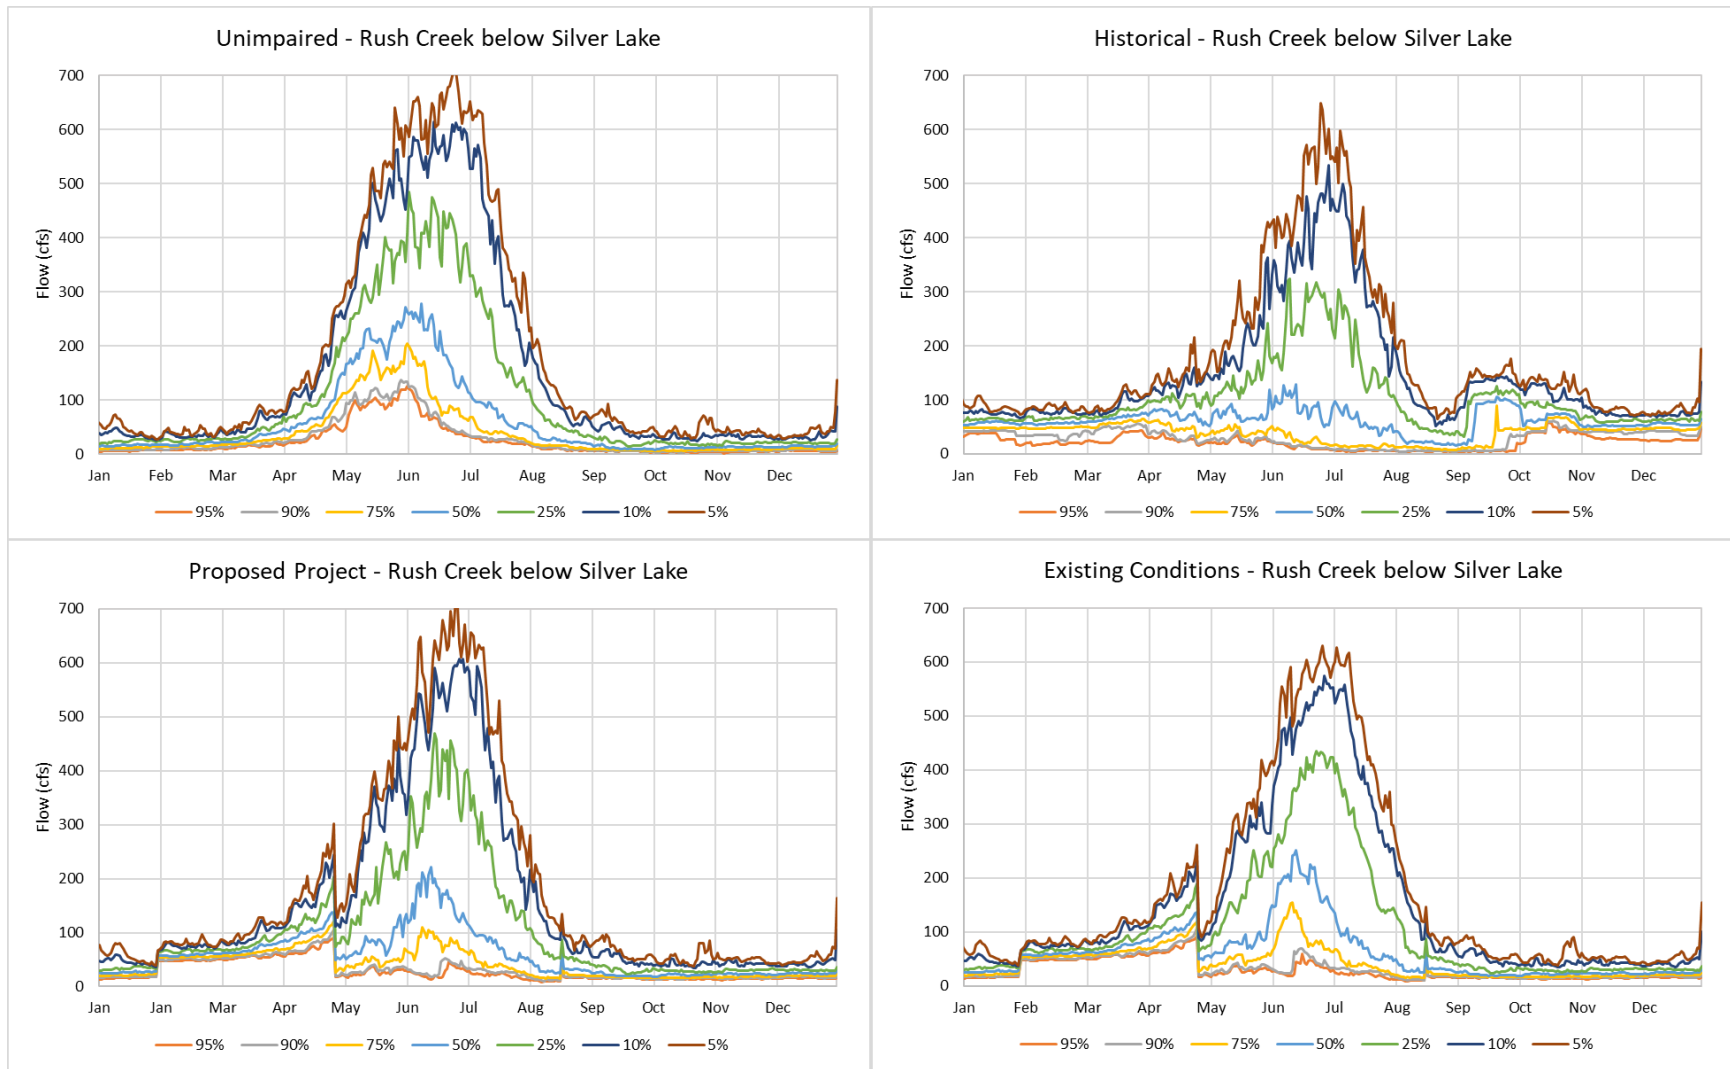 Unimpaired - Rush Creek below Silver Lake
700
600
500
400
300
200
100
0
Flow (cfs)
Jan Feb Mar Apr May Jun Jul Aug Sep Oct Nov Dec
95% 90% 75% 50% 25% 10% 5%
Historical - Rush Creek below Silver Lake
700
600
500
400
300
200
100
0
Flow (cfs)
Jan Feb Mar Apr May Jun Jul Aug Sep Oct Nov Dec
95% 90% 75% 50% 25% 10% 5%
Proposed Project - Rush Creek below Silver Lake
700
600
500
400
300
200
100
0
Flow (cfs)
Jan Jan Mar Apr May Jun Jul Aug Sep Oct Nov Dec
95% 90% 75% 50% 25% 10% 5%
Existing Conditions - Rush Creek below Silver Lake
700
600
500
400
300
200
100
0
Flow (cfs)
Jan Feb Mar Apr May Jun Jul Aug Sep Oct Nov Dec
95% 90% 75% 50% 25% 10% 5%